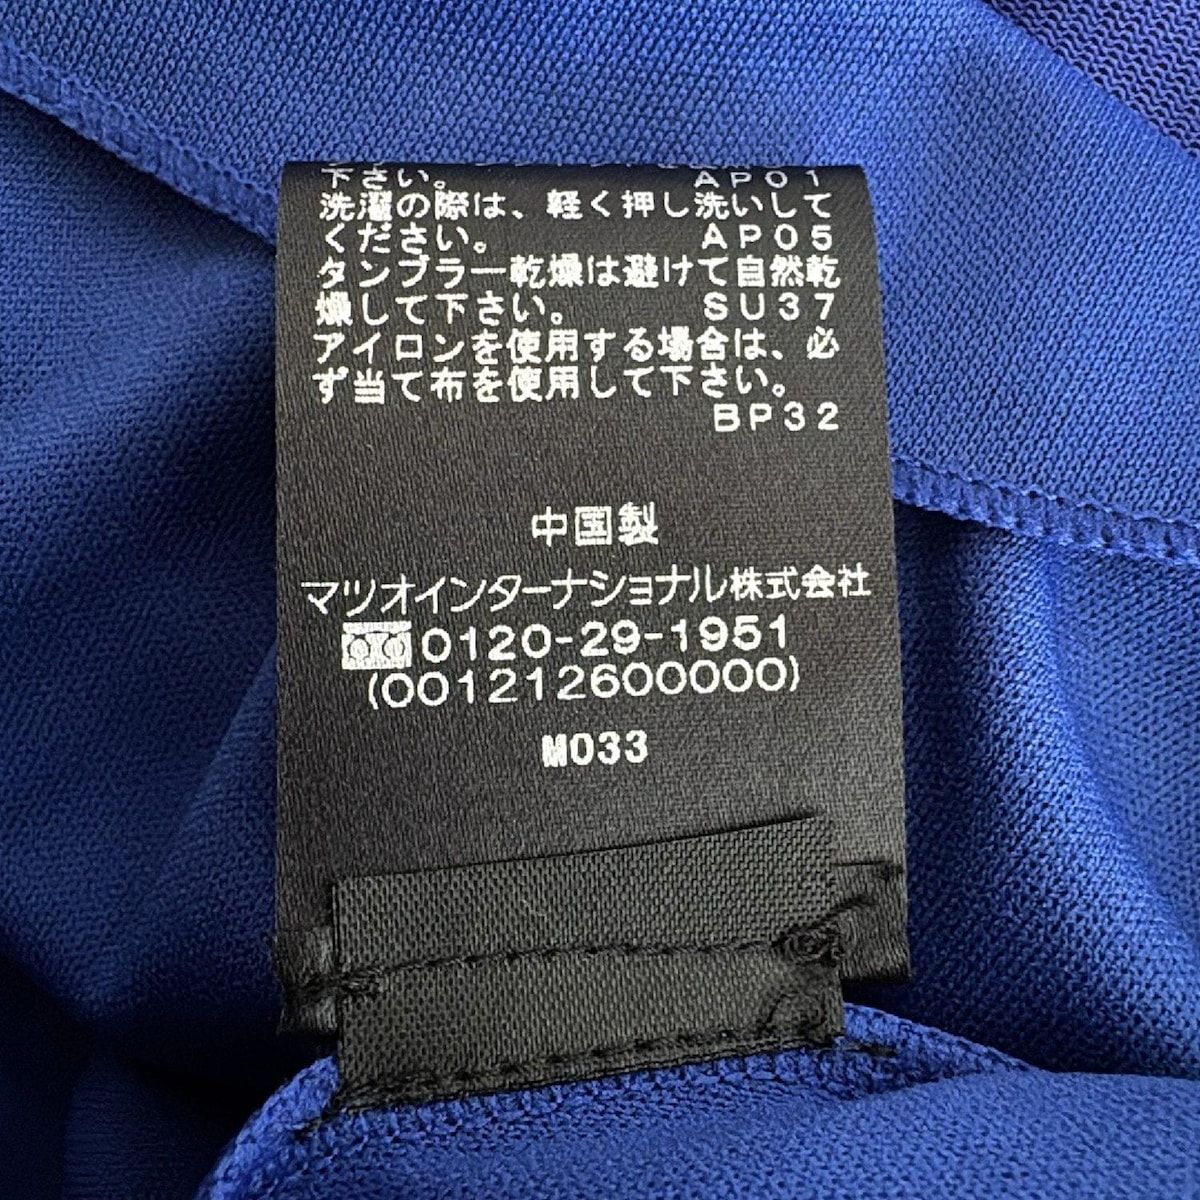 下さい。 AP01
洗濯の際は、軽く押し洗いして
ください。 AP05
タンブラー乾燥は避けて自然乾
燥して下さい。 SU37
アイロンを使用する場合は、必
ず当て布を使用して下さい。
BP32
中国製
マツオインターナショナル株式会社
0120-29-1951
(001212600000)
M033